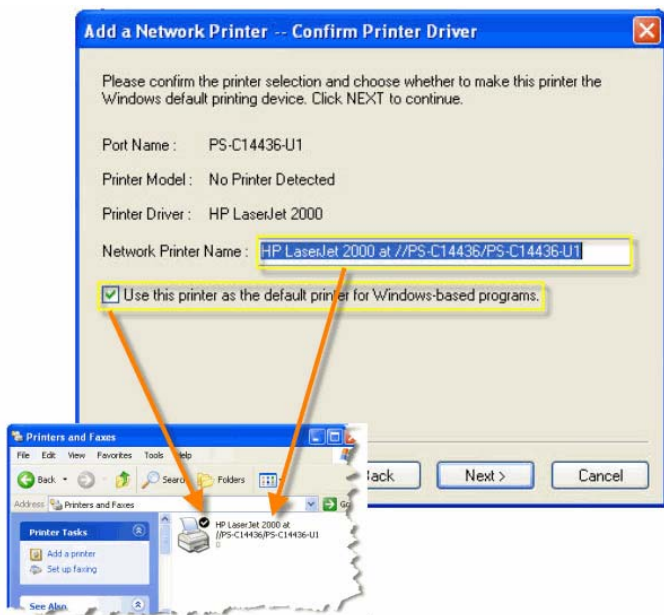 Add a Network Printer -- Confirm Printer Driver
Please confirm the printer selection and choose whether to make this printer the
Windows default printing device. Click NEXT to continue.
Port Name : PS-C14436-U1
Printer Model : No Printer Detected
Printer Driver : HP LaserJet 2000
Network Printer Name : HP LaserJet 2000 at //PS-C14436/PS-C14436-U1
Use this printer as the default printer for Windows-based programs.
ack Next > Cancel
Printers and Faxes
File Edit View Favorites Tools Help
Back Search Folders
Address Printers and Faxes Go
Printer Tasks
Add a printer
Set up faxing
See Also
HP LaserJet 2000 at
//PS-C14436/PS-C14436-U1
0